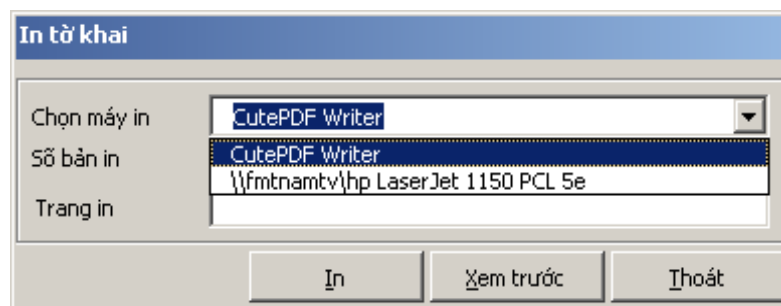 In tờ khai
Chọn máy in CutePDF Writer
Số bản in CutePDF Writer
\\fmtnamtv\hp LaserJet 1150 PCL 5e
Trang in
In Xem trước Thoát